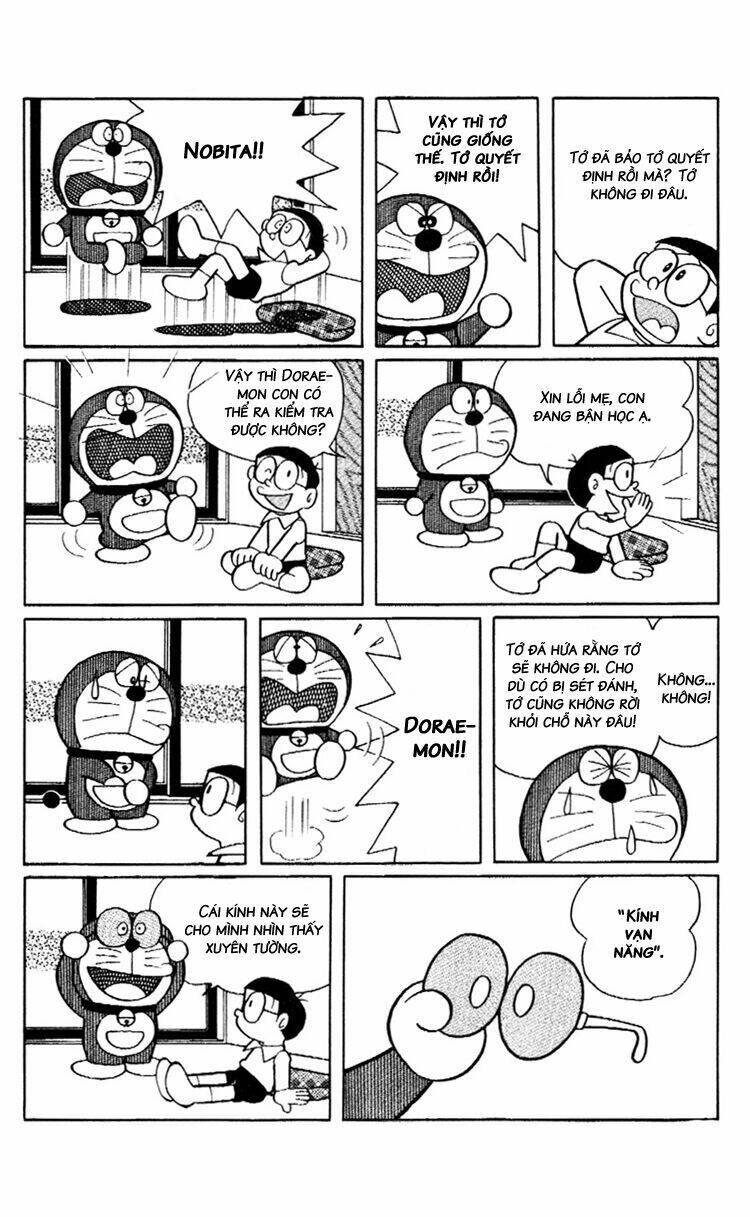 NOBITA!!
VẬY THÌ TỚ
CŨNG GIỐNG
THẾ. TỚ QUYẾT
ĐỊNH RỒI!
TỚ ĐÃ BẢO TỚ QUYẾT
ĐỊNH RỒI MÀ? TỚ
KHÔNG ĐI ĐÂU.
VẬY THÌ DORAE-
MON CON CÓ
THỂ RA KIỂM TRA
ĐƯỢC KHÔNG?
XIN LỖI MẸ, CON
ĐANG BẬN HỌC Ạ.
DORAE-
MON!!
TỚ ĐÃ HỨA RẰNG TỚ
SẼ KHÔNG ĐI. CHO
DÙ CÓ BỊ SÉT ĐÁNH,
TỚ CŨNG KHÔNG RỜI
KHỎI CHỖ NÀY ĐÂU!
KHÔNG...
KHÔNG!
CÁI KÍNH NÀY SẼ
CHO MÌNH NHÌN THẤY
XUYÊN TƯỜNG.
"KÍNH
VẠN
NĂNG".